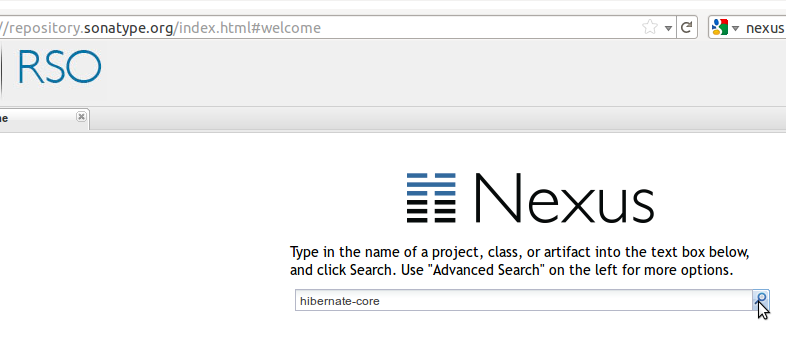 //repository.sonatype.org/index.html#welcome
nexus
RSO
Nexus
Type in the name of a project, class, or artifact into the text box below,
and click Search. Use "Advanced Search" on the left for more options.
hibernate-core